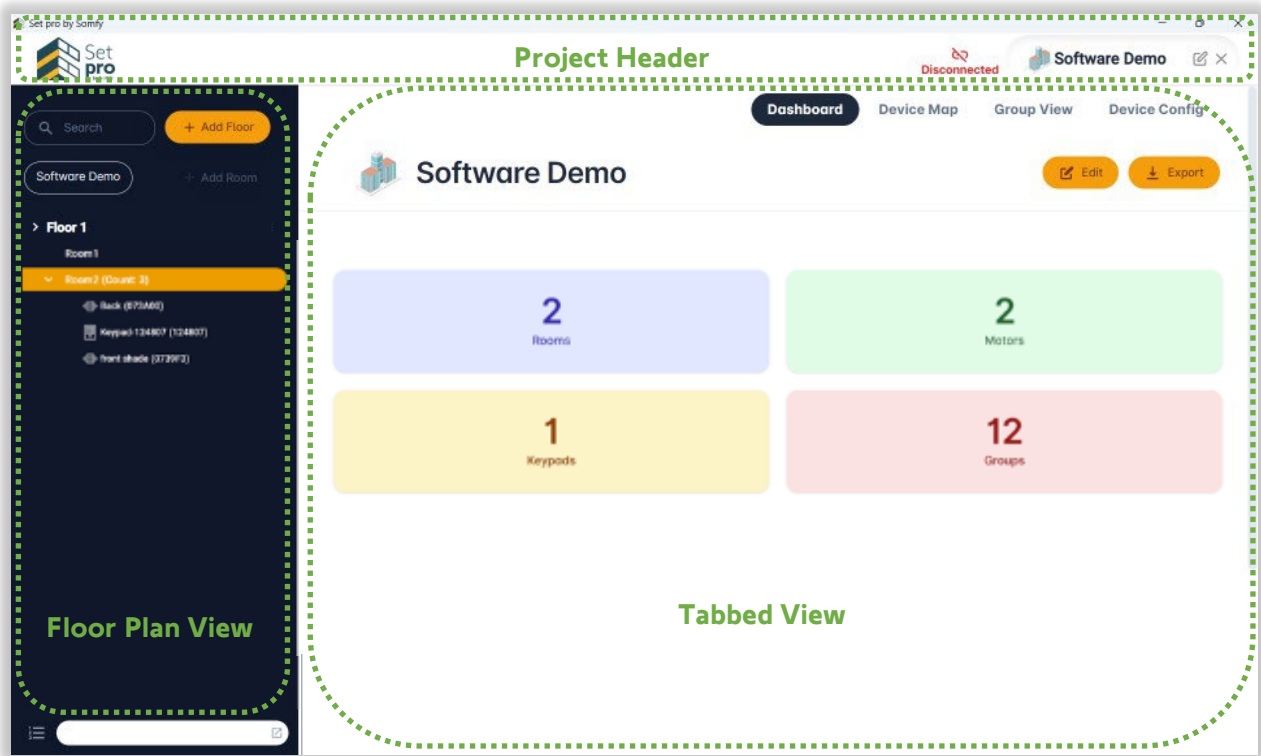 Set pro by Somfy
Set
pro
Project Header
Disconnected
Software Demo
Search
+ Add Floor
Software Demo
+ Add Room
Floor 1
Room1
Room2 (Count: 3)
Back (073A00)
Keypad-124807 (124807)
front shade (0739F3)
Floor Plan View
Dashboard
Device Map
Group View
Device Config
Software Demo
Edit
Export
2
Rooms
2
Motors
1
Keypads
12
Groups
Tabbed View